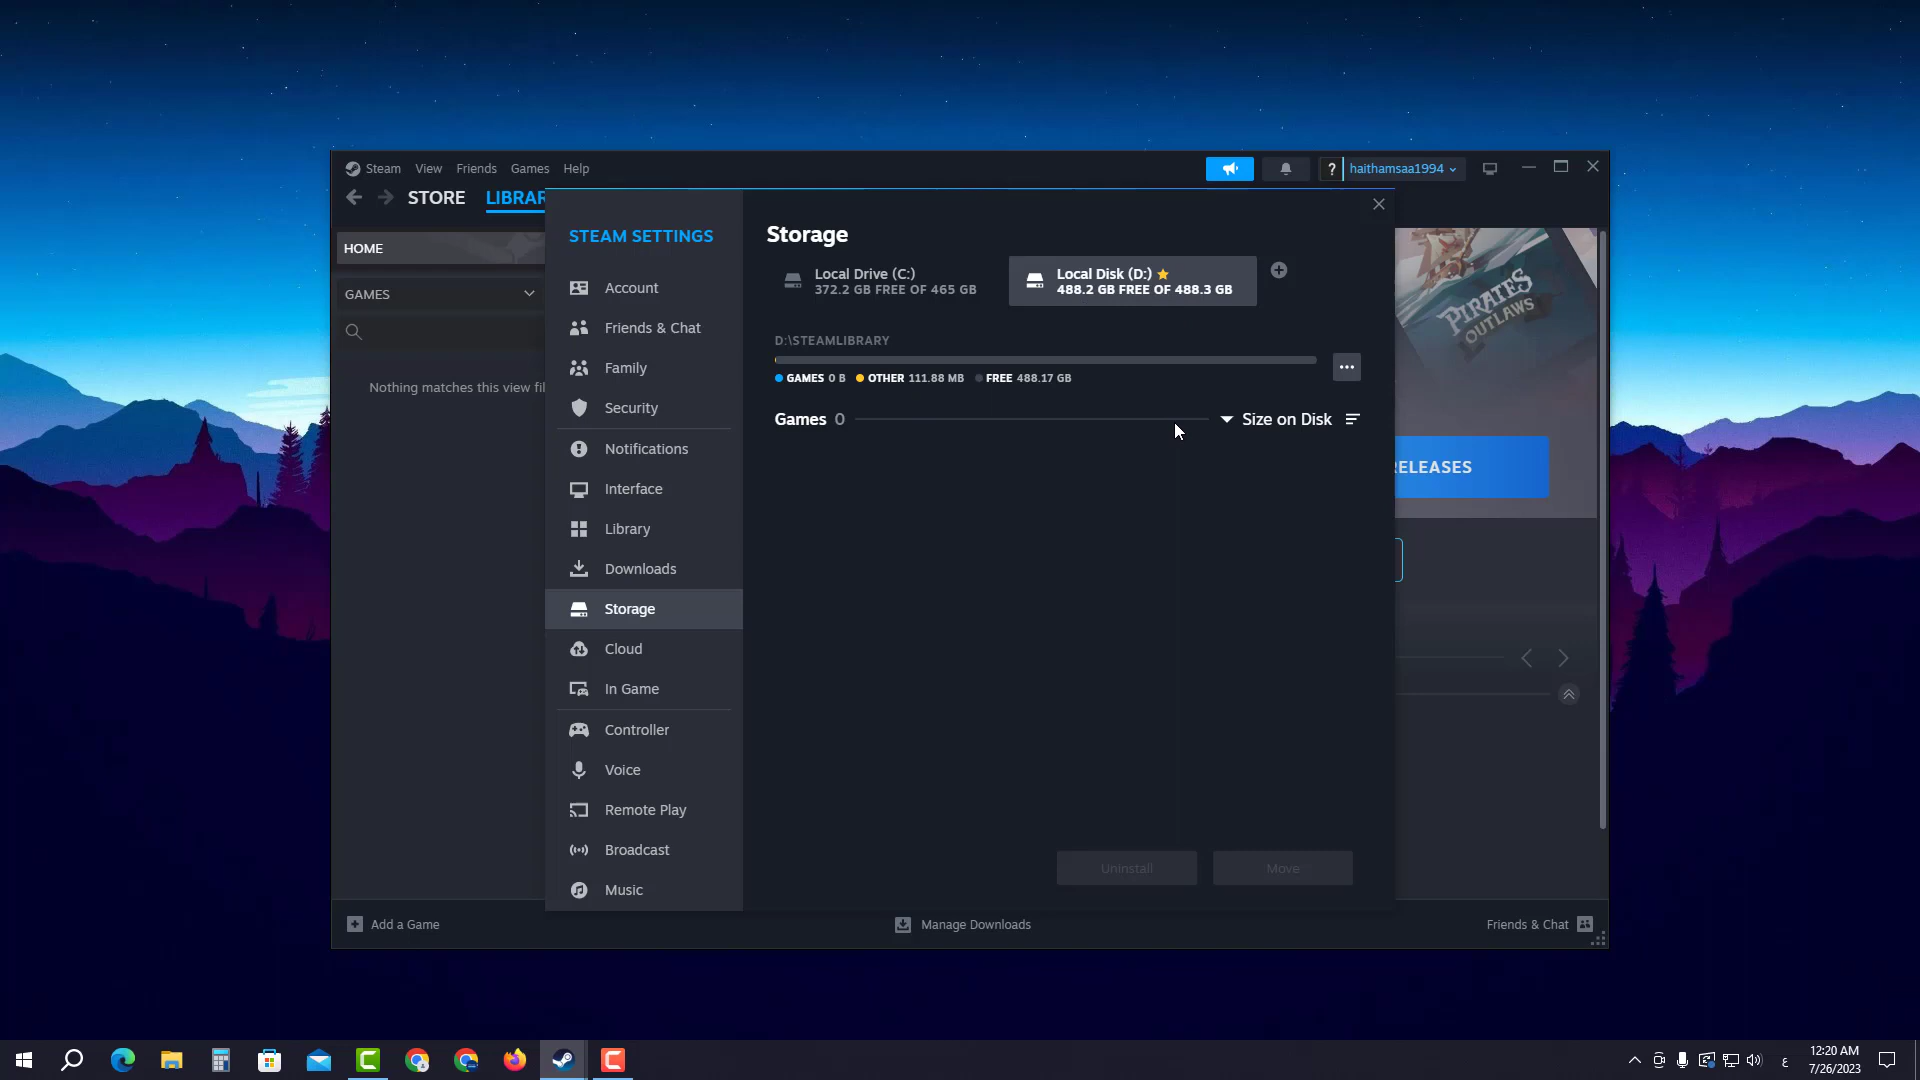 Steam View Friends Games Help
? haithamsaa1994
STORE LIBRAR
HOME
GAMES
Nothing matches this view fil
STEAM SETTINGS
Account
Friends & Chat
Family
Security
Notifications
Interface
Library
Downloads
Storage
Cloud
In Game
Controller
Voice
Remote Play
Broadcast
Music
Storage
Local Drive (C:)
372.2 GB FREE OF 465 GB
Local Disk (D:)
488.2 GB FREE OF 488.3 GB
D:\STEAMLIBRARY
GAMES 0 B OTHER 111.88 MB FREE 488.17 GB
Games 0
Size on Disk
Uninstall
Move
PIRATES
OUTLAWS
RELEASES
Add a Game
Manage Downloads
Friends & Chat
ع
12:20 AM
7/26/2023